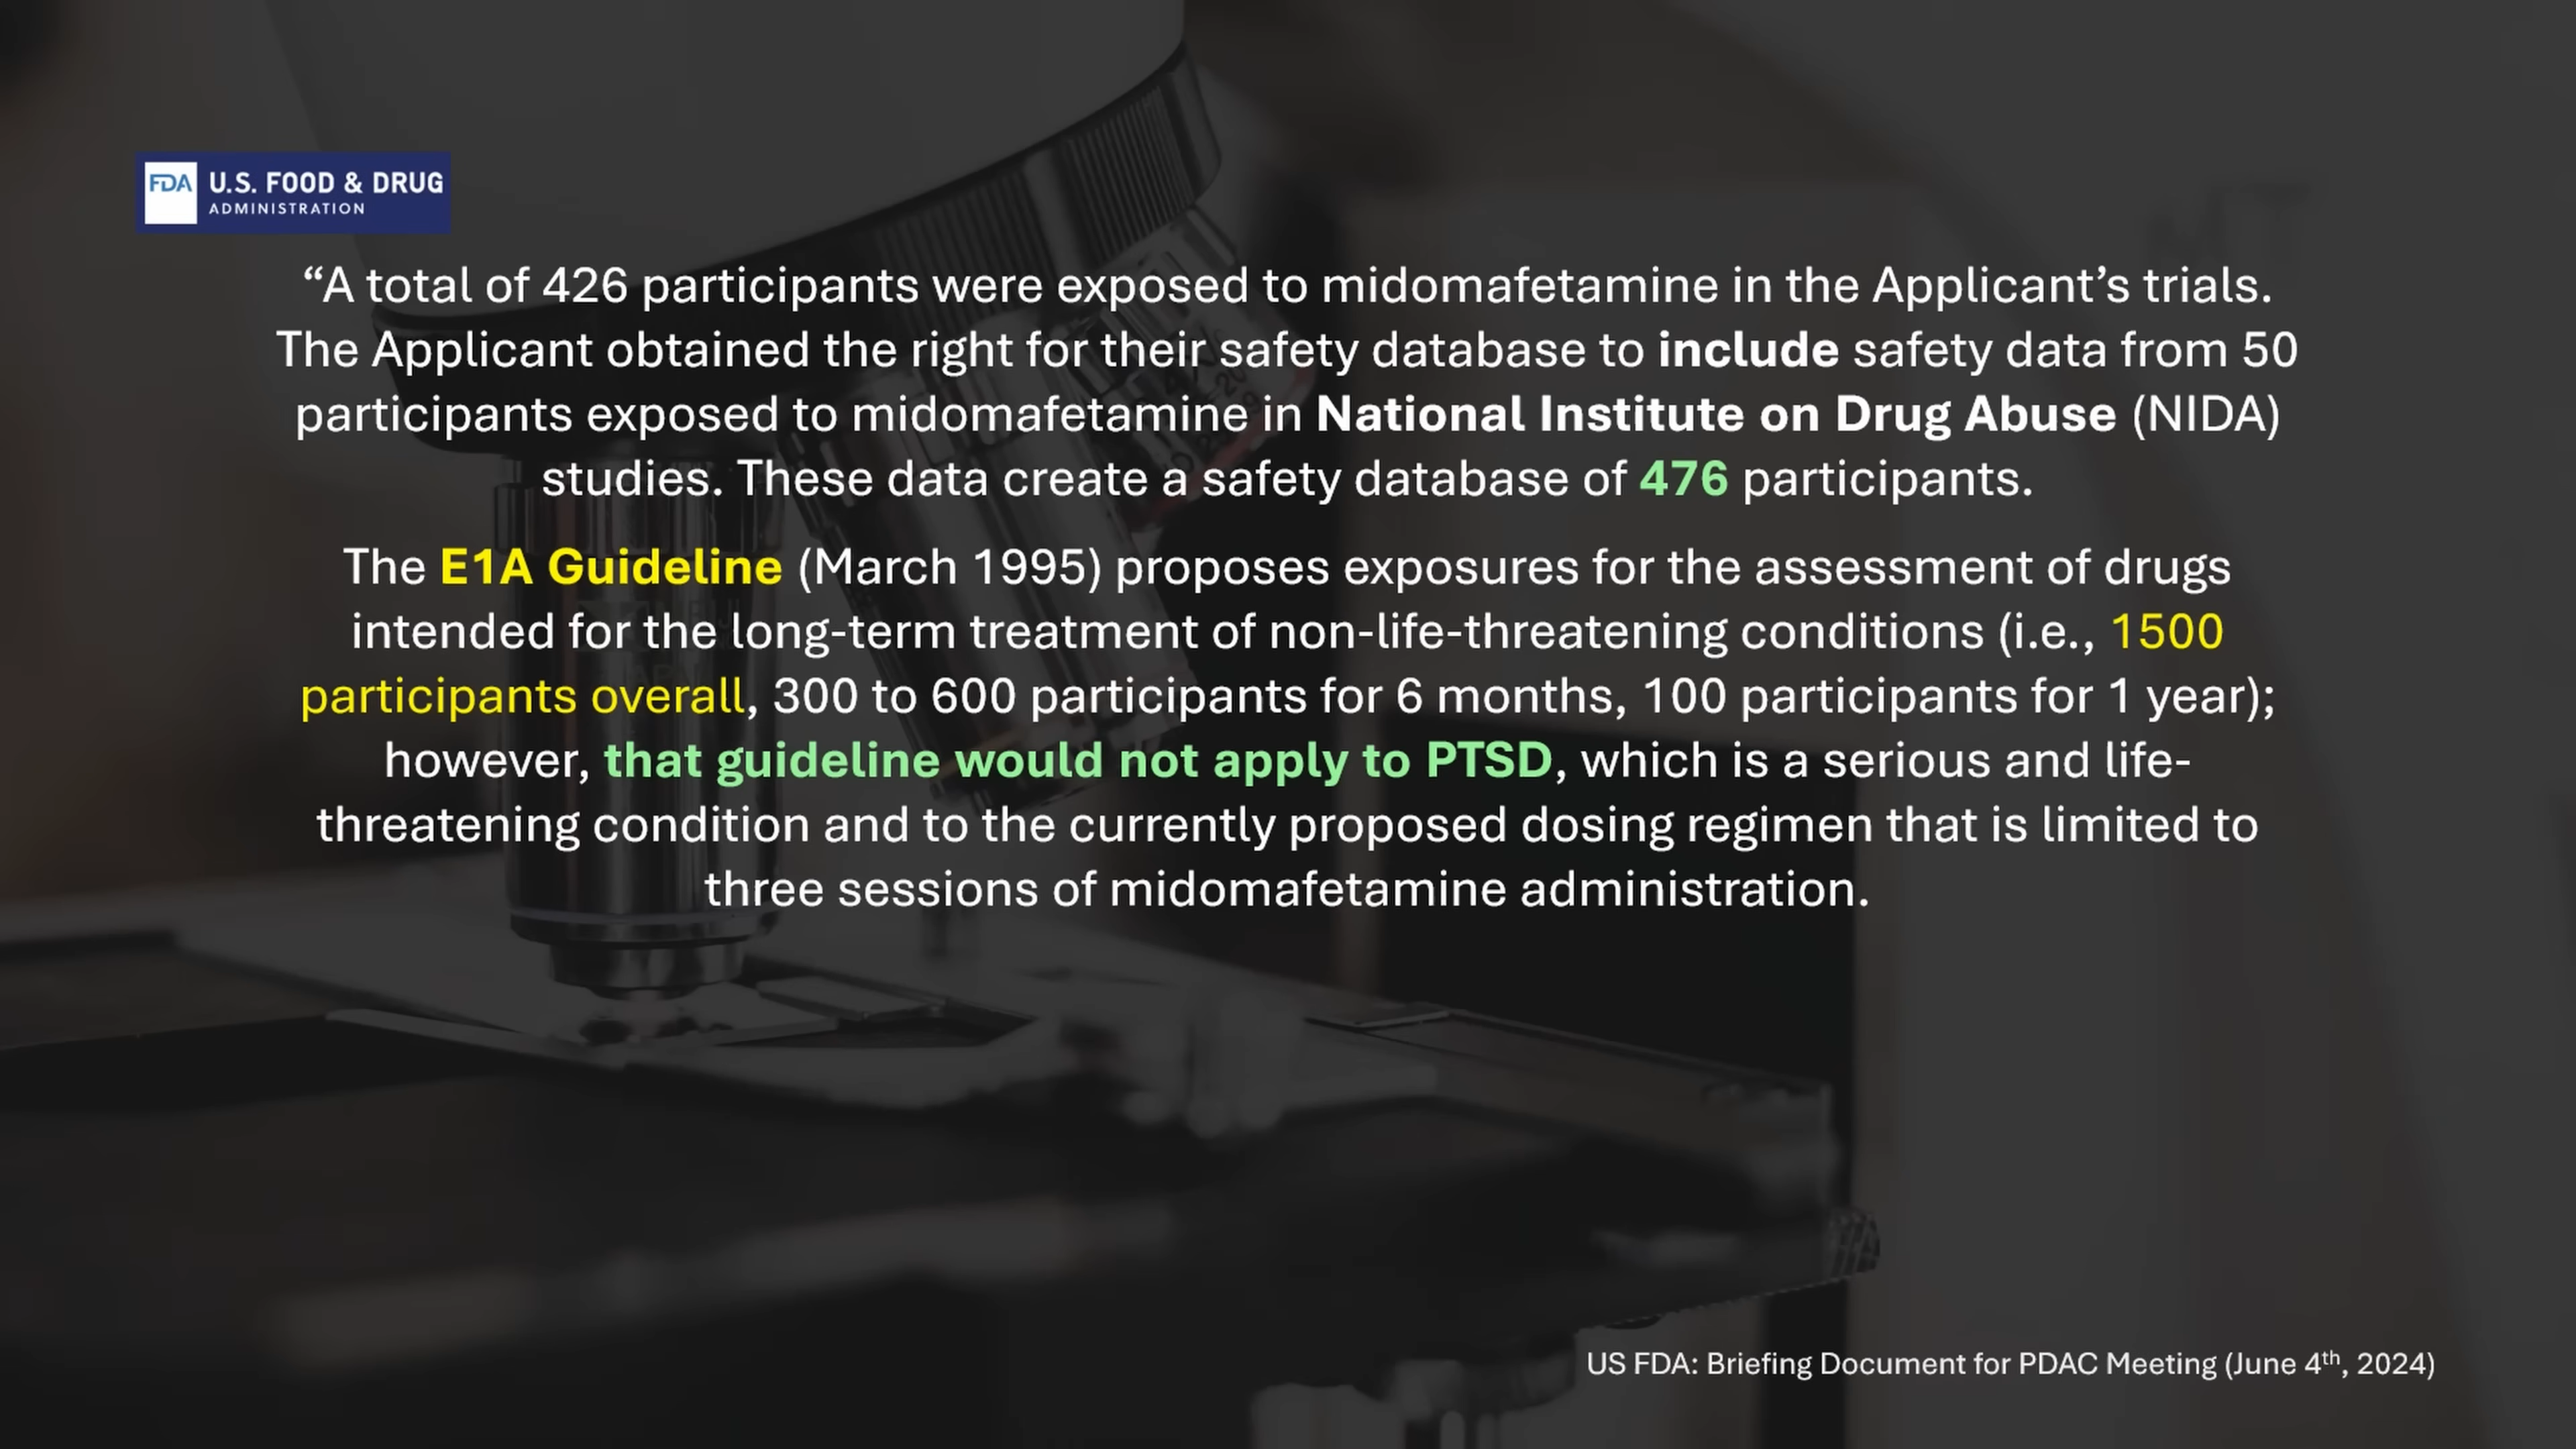 FDA U.S. FOOD & DRUG
ADMINISTRATION
“A total of 426 participants were exposed to midomafetamine in the Applicant’s trials.
The Applicant obtained the right for their safety database to include safety data from 50
participants exposed to midomafetamine in National Institute on Drug Abuse (NIDA)
studies. These data create a safety database of 476 participants.
The E1A Guideline (March 1995) proposes exposures for the assessment of drugs
intended for the long-term treatment of non-life-threatening conditions (i.e., 1500
participants overall, 300 to 600 participants for 6 months, 100 participants for 1 year);
however, that guideline would not apply to PTSD, which is a serious and life-
threatening condition and to the currently proposed dosing regimen that is limited to
three sessions of midomafetamine administration.
US FDA: Briefing Document for PDAC Meeting (June 4th, 2024)